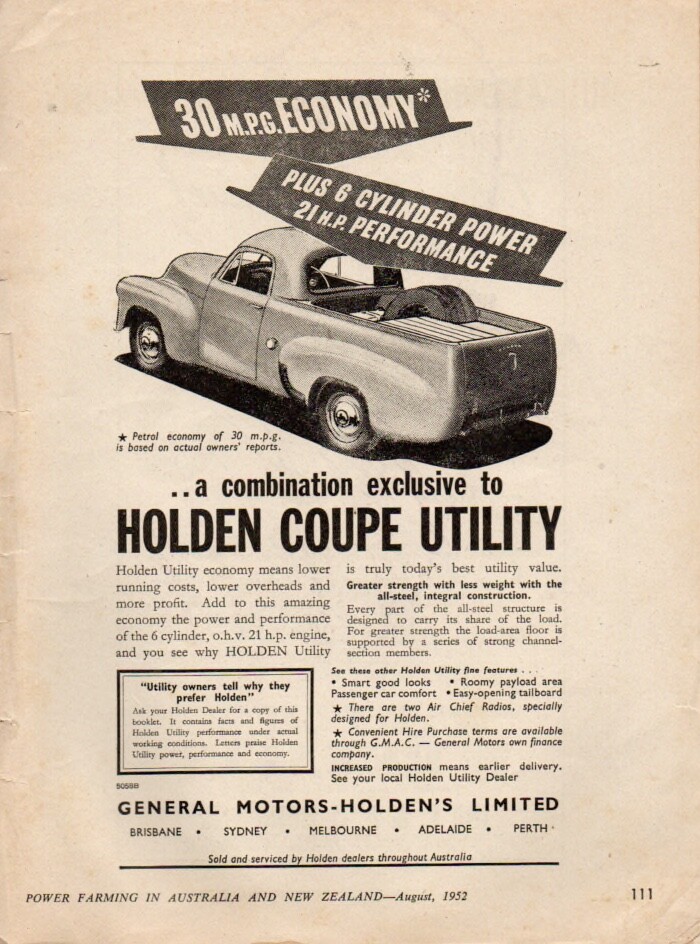 30 M.P.G. ECONOMY*
PLUS 6 CYLINDER POWER
21 H.P. PERFORMANCE
★ Petrol economy of 30 m.p.g.
is based on actual owners' reports.
..a combination exclusive to
HOLDEN COUPE UTILITY
Holden Utility economy means lower
running costs, lower overheads and
more profit. Add to this amazing
economy the power and performance
of the 6 cylinder, o.h.v. 21 h.p. engine,
and you see why HOLDEN Utility
is truly today's best utility value.
Greater strength with less weight with the
all-steel, integral construction.
Every part of the all-steel structure is
designed to carry its share of the load.
For greater strength the load-area floor is
supported by a series of strong channel-
section members.
"Utility owners tell why they
prefer Holden"
Ask your Holden Dealer for a copy of this
booklet. It contains facts and figures of
Holden Utility performance under actual
working conditions. Letters praise Holden
Utility power, performance and economy.
See these other Holden Utility fine features . . .
• Smart good looks • Roomy payload area
Passenger car comfort • Easy-opening tailboard
★ There are two Air Chief Radios, specially
designed for Holden.
★ Convenient Hire Purchase terms are available
through G.M.A.C. — General Motors own finance
company.
INCREASED PRODUCTION means earlier delivery.
See your local Holden Utility Dealer
5058B
GENERAL MOTORS-HOLDEN'S LIMITED
BRISBANE • SYDNEY • MELBOURNE • ADELAIDE • PERTH
Sold and serviced by Holden dealers throughout Australia
POWER FARMING IN AUSTRALIA AND NEW ZEALAND—August, 1952 111